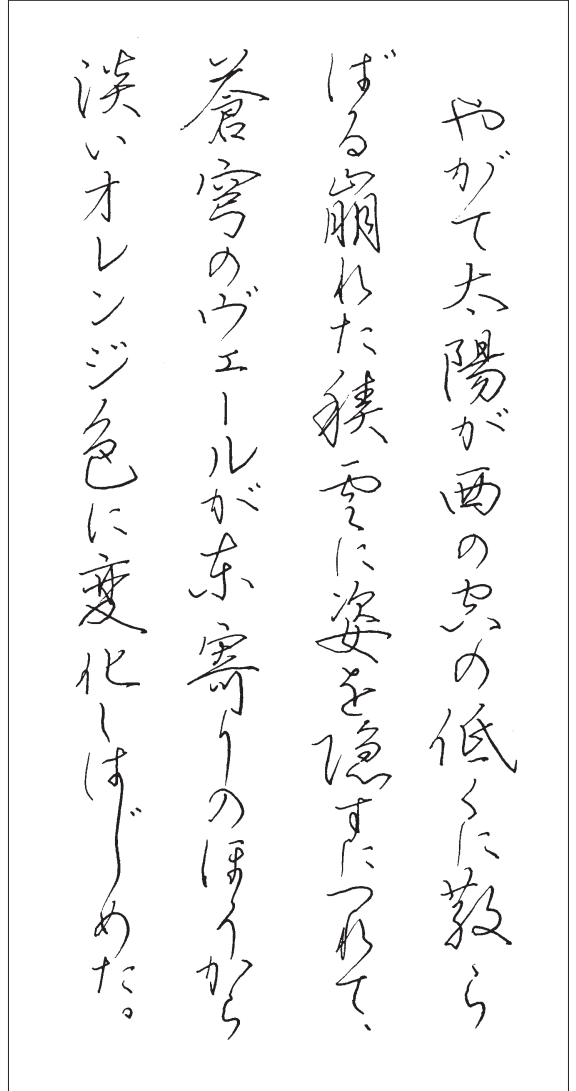 やがて太陽が西の空の低くに散ら
ばる崩れた積雲に姿を隠すにつれて、
蒼穹のヴェールが東寄りのほうから
淡いオレンジ色に変化しはじめた。